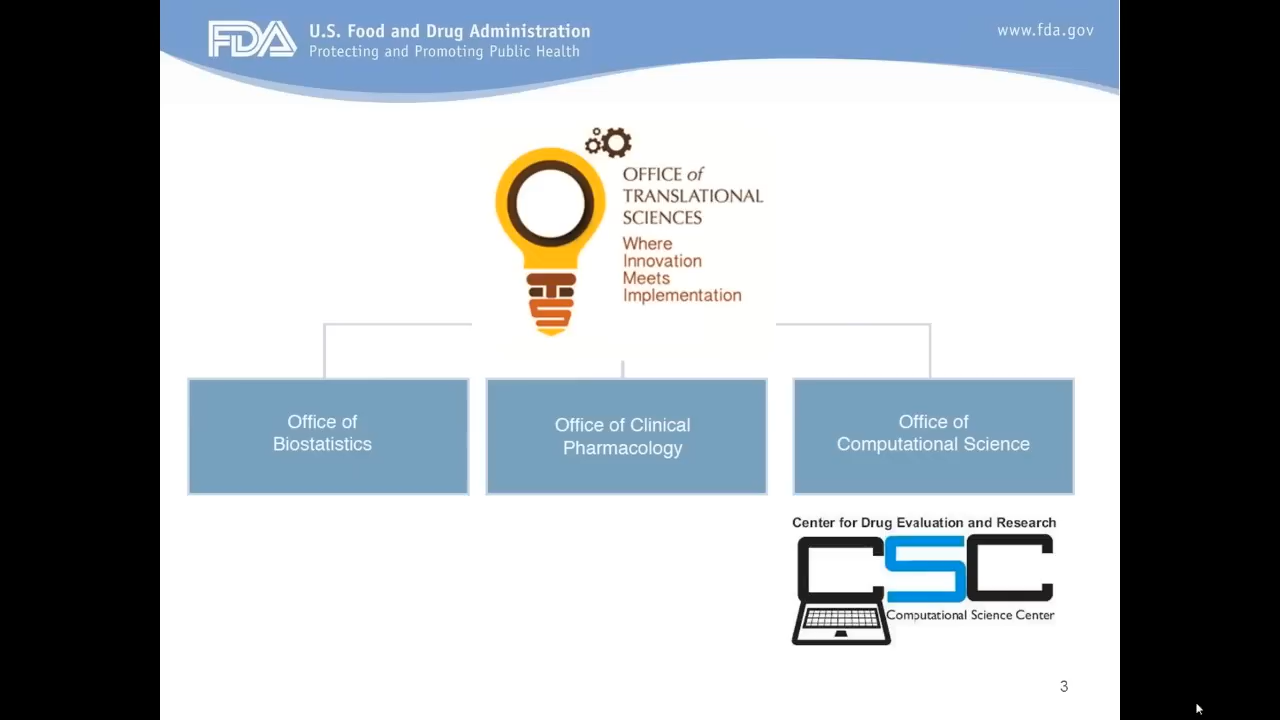 FDA
U.S. Food and Drug Administration
Protecting and Promoting Public Health
www.fda.gov
OFFICE of
TRANSLATIONAL
SCIENCES
Where
Innovation
Meets
Implementation
OTS
Office of
Biostatistics
Office of Clinical
Pharmacology
Office of
Computational Science
Center for Drug Evaluation and Research
CSC
Computational Science Center
3